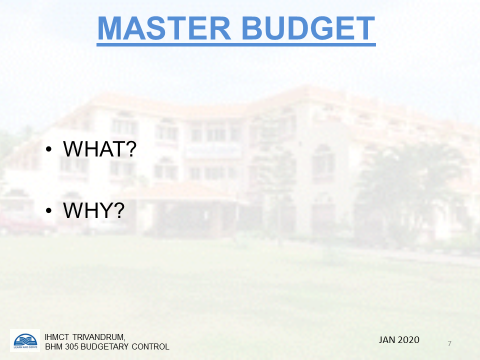 MASTER BUDGET
• WHAT?
• WHY?
IHMCT TRIVANDRUM,
BHM 305 BUDGETARY CONTROL
JAN 2020
7